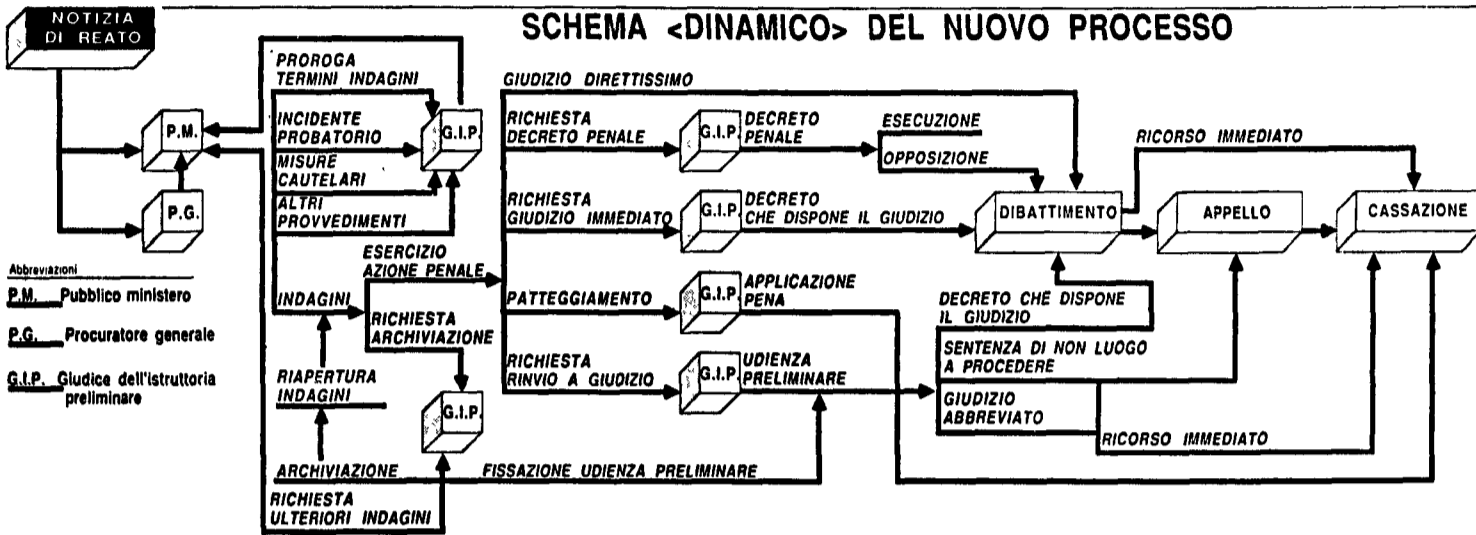 NOTIZIA
DI REATO
SCHEMA <DINAMICO> DEL NUOVO PROCESSO
P.M.
P.G.
Abbreviazioni
P.M. Pubblico ministero
P.G. Procuratore generale
G.I.P. Giudice dell'istruttoria
preliminare
PROROGA
TERMINI INDAGINI
INCIDENTE
PROBATORIO
MISURE
CAUTELARI
ALTRI
PROVVEDIMENTI
G.I.P.
INDAGINI
ESERCIZIO
AZIONE PENALE
RICHIESTA
ARCHIVIAZIONE
RIAPERTURA
INDAGINI
G.I.P.
ARCHIVIAZIONE
FISSAZIONE UDIENZA PRELIMINARE
RICHIESTA
ULTERIORI INDAGINI
GIUDIZIO DIRETTISSIMO
RICHIESTA
DECRETO PENALE
G.I.P.
DECRETO
PENALE
ESECUZIONE
OPPOSIZIONE
RICHIESTA
GIUDIZIO IMMEDIATO
G.I.P.
DECRETO
CHE DISPONE IL GIUDIZIO
PATTEGGIAMENTO
G.I.P.
APPLICAZIONE
PENA
RICHIESTA
RINVIO A GIUDIZIO
G.I.P.
UDIENZA
PRELIMINARE
DIBATTIMENTO
RICORSO IMMEDIATO
APPELLO
CASSAZIONE
DECRETO CHE DISPONE
IL GIUDIZIO
SENTENZA DI NON LUOGO
A PROCEDERE
GIUDIZIO
ABBREVIATO
RICORSO IMMEDIATO